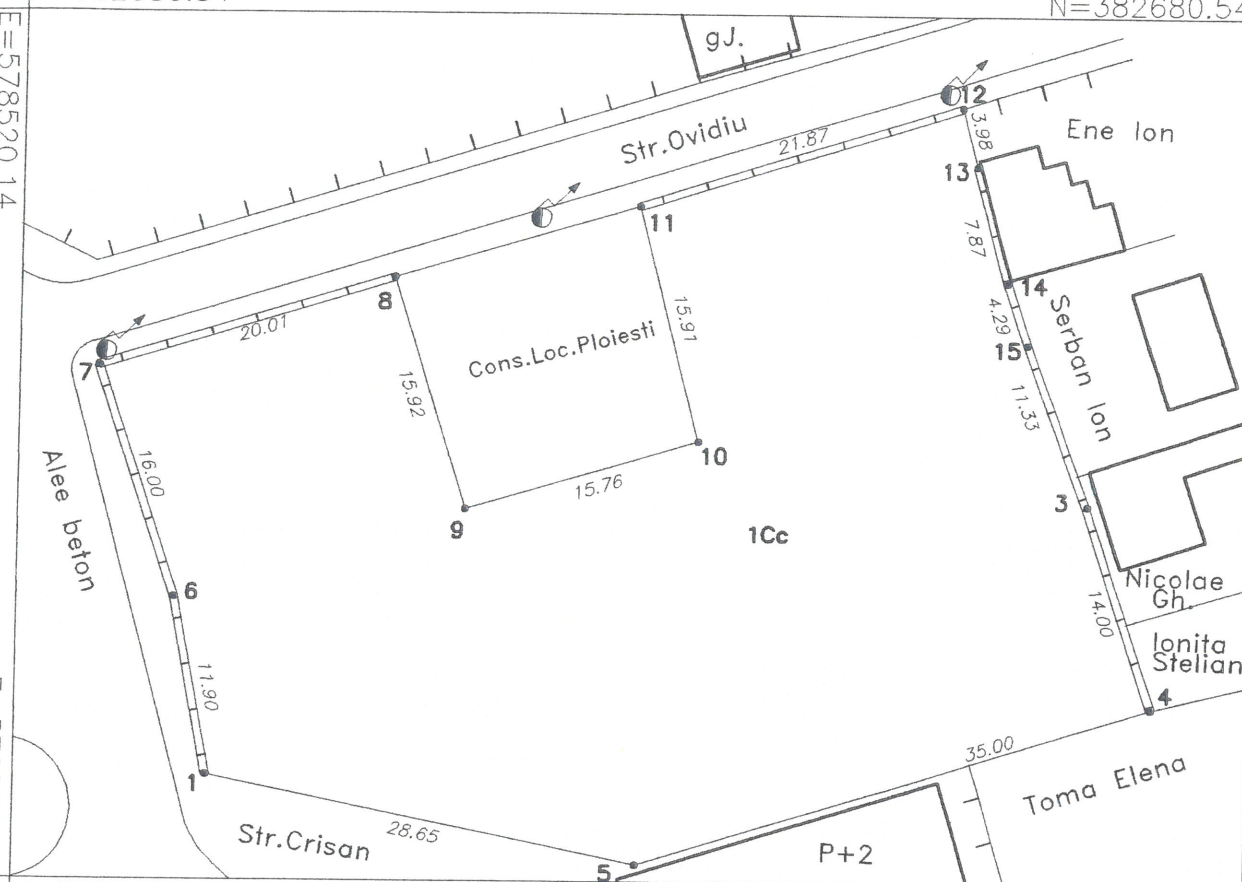 N=382680.54
E=578520.14
gJ.
Str.Ovidiu
21.87
12
3.98
Ene Ion
13
7.87
11
14
8
20.01
7
4.29
15
Serban Ion
15.91
Cons.Loc.Ploiesti
15.92
11.33
16.00
Alee beton
10
15.76
9
1Cc
3
Nicolae
Gh.
14.00
6
11.90
Ionita
Stelian
4
35.00
1
Toma Elena
28.65
Str.Crisan
P+2
5